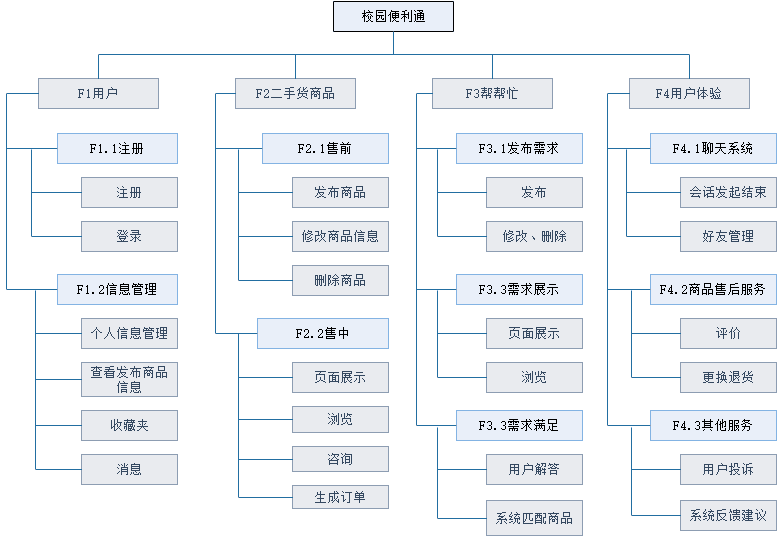 校园便利通
F1用户
F1.1注册
注册
登录
F1.2信息管理
个人信息管理
查看发布商品
信息
收藏夹
消息
F2二手货商品
F2.1售前
发布商品
修改商品信息
删除商品
F2.2售中
页面展示
浏览
咨询
生成订单
F3帮帮忙
F3.1发布需求
发布
修改、删除
F3.3需求展示
页面展示
浏览
F3.3需求满足
用户解答
系统匹配商品
F4用户体验
F4.1聊天系统
会话发起结束
好友管理
F4.2商品售后服务
评价
更换退货
F4.3其他服务
用户投诉
系统反馈建议